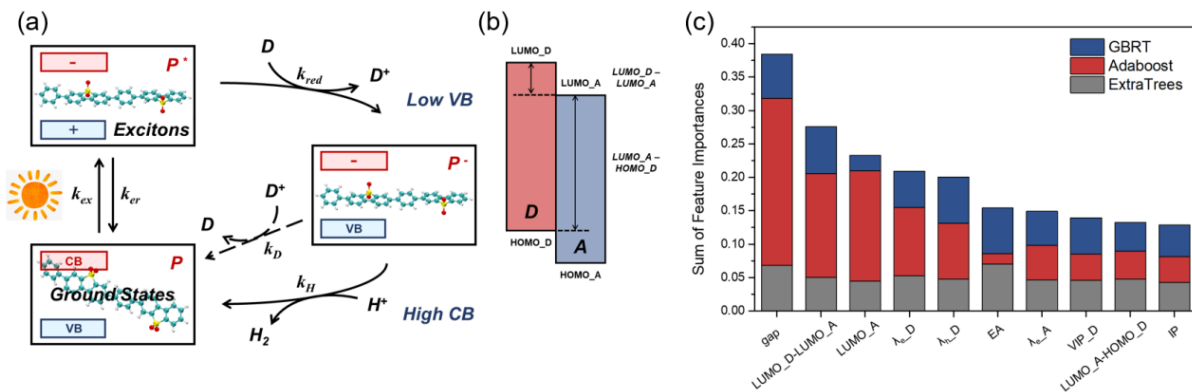 (a)
-
P*
+
Excitons
D
k_red
D+
Low VB
k_ex
k_er
-
P-
VB
D+
D
k_D
CB
P
Ground States
VB
k_H
H+
H2
High CB
(b)
LUMO_D
LUMO_A
LUMO_D –
LUMO_A
LUMO_A –
HOMO_D
D
A
HOMO_D
HOMO_A
(c)
Sum of Feature Importances
0.40
0.35
0.30
0.25
0.20
0.15
0.10
0.05
0.00
GBRT
Adaboost
ExtraTrees
gap
LUMO_D-LUMO_A
LUMO_A
λe_D
λh_D
EA
λe_A
VIP_D
LUMO_A-HOMO_D
IP